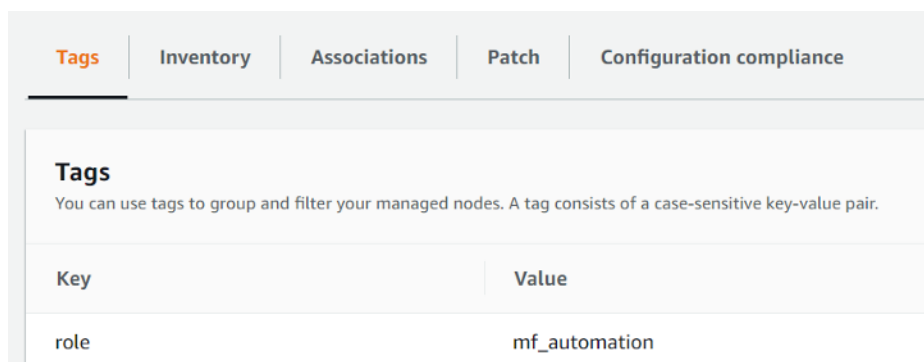 Tags Inventory Associations Patch Configuration compliance
Tags
You can use tags to group and filter your managed nodes. A tag consists of a case-sensitive key-value pair.
Key Value
role mf_automation